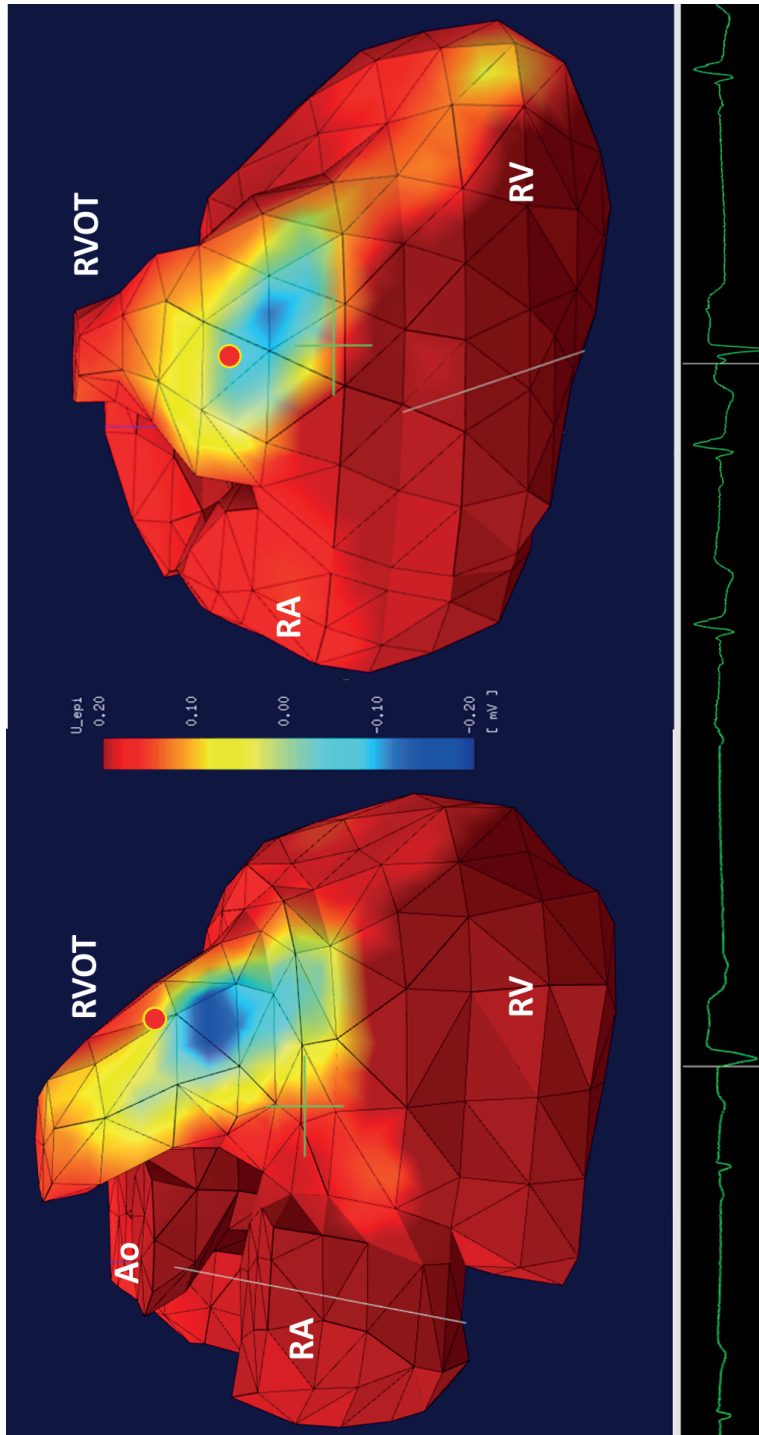 RVOT
RA
RV
U_epi
0.20
0.10
0.00
-0.10
-0.20
[ mV ]
RVOT
Ao
RA
RV